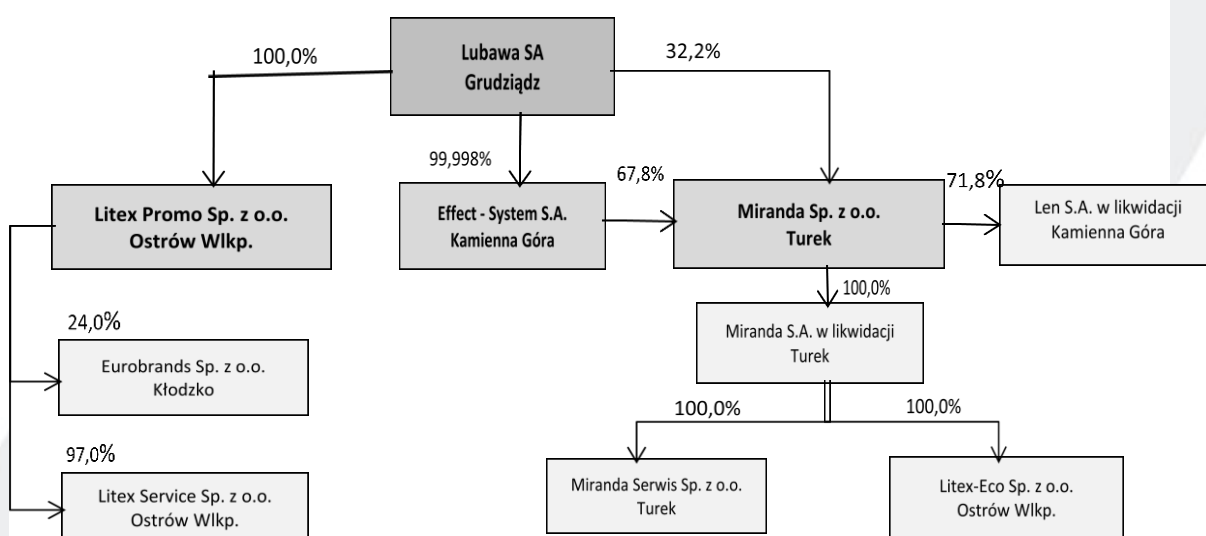 Lubawa SA
Grudziądz
100,0%
32,2%
99,998%
67,8%
71,8%
Litex Promo Sp. z o.o.
Ostrów Wlkp.
Effect - System S.A.
Kamienna Góra
Miranda Sp. z o.o.
Turek
Len S.A. w likwidacji
Kamienna Góra
100,0%
24,0%
Eurobrands Sp. z o.o.
Kłodzko
Miranda S.A. w likwidacji
Turek
100,0%
100,0%
97,0%
Litex Service Sp. z o.o.
Ostrów Wlkp.
Miranda Serwis Sp. z o.o.
Turek
Litex-Eco Sp. z o.o.
Ostrów Wlkp.